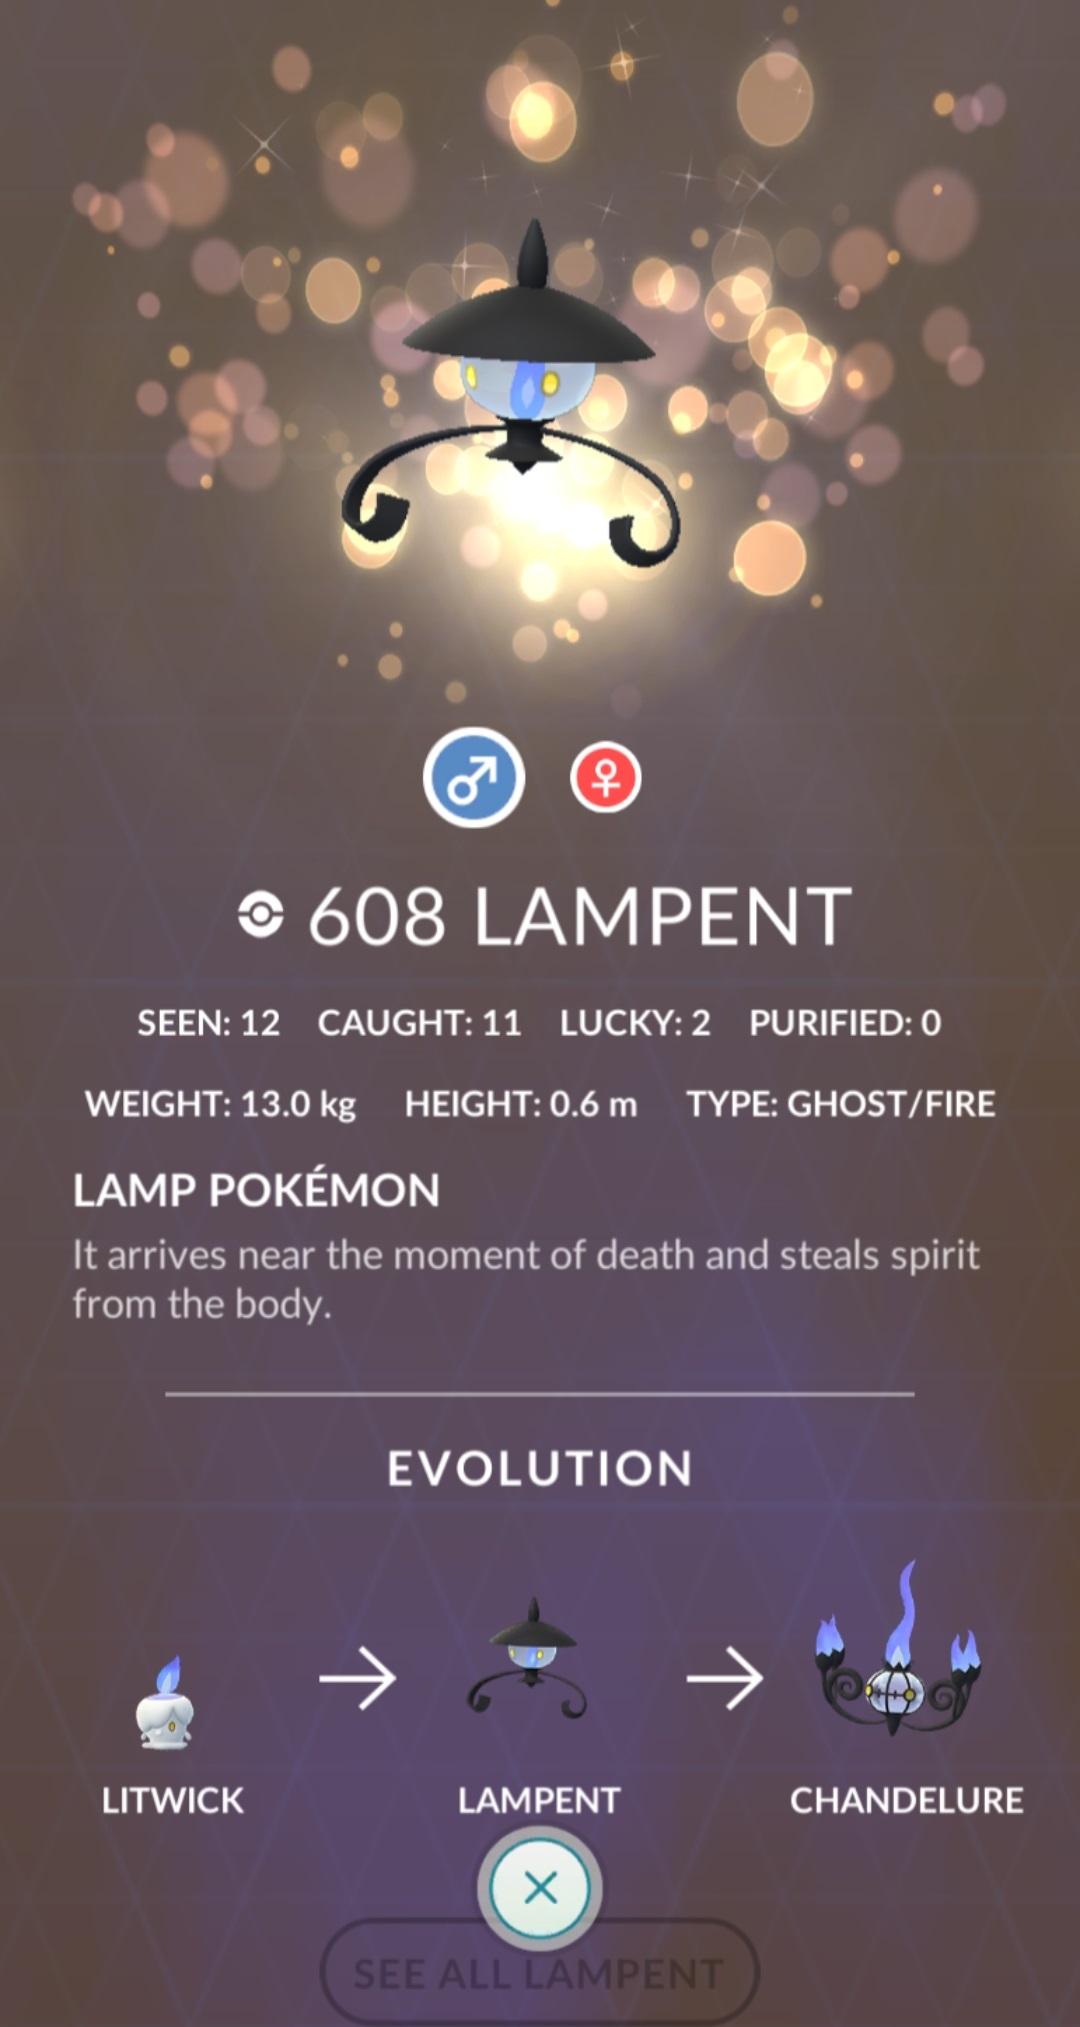 608 LAMPENT
SEEN: 12 CAUGHT: 11 LUCKY: 2 PURIFIED: 0
WEIGHT: 13.0 kg HEIGHT: 0.6 m TYPE: GHOST/FIRE
LAMP POKÉMON
It arrives near the moment of death and steals spirit
from the body.
EVOLUTION
LITWICK LAMPENT CHANDELURE
SEE ALL LAMPENT